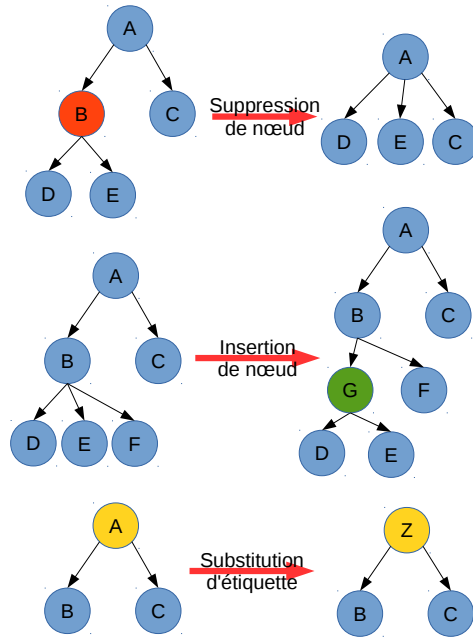 A
A
B
C
Suppression
de nœud
D
E
C
D
E
A
A
B
C
Insertion
de nœud
B
C
G
F
D
E
F
D
E
A
Substitution
d'étiquette
Z
B
C
B
C